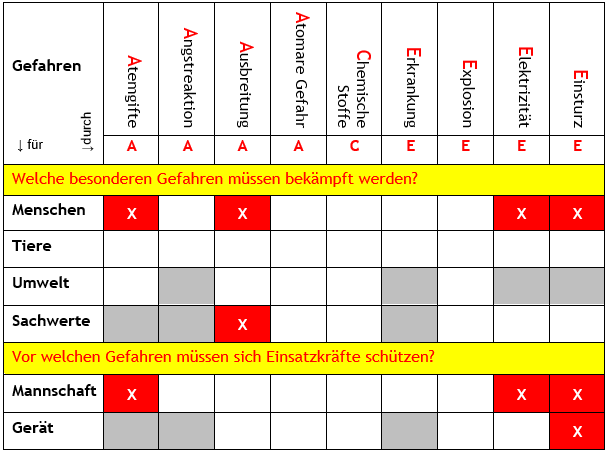 Gefahren
Atemgifte
Angstreaktion
Ausbreitung
Atomare Gefahr
Chemische
Stoffe
Erkrankung
Explosion
Elektrizität
Einsturz
↓ für
durch→
A A A A C E E E E
Welche besonderen Gefahren müssen bekämpft werden?
Menschen X X X X
Tiere
Umwelt
Sachwerte X
Vor welchen Gefahren müssen sich Einsatzkräfte schützen?
Mannschaft X X X
Gerät X